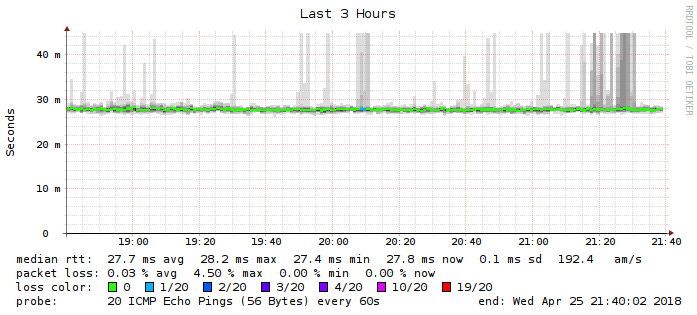 Last 3 Hours
RRDTOOL / TOBI OETIKER
Seconds
40 m
30 m
20 m
10 m
0
19:00 19:20 19:40 20:00 20:20 20:40 21:00 21:20 21:40
median rtt: 27.7 ms avg 28.2 ms max 27.4 ms min 27.8 ms now 0.1 ms sd 192.4 am/s
packet loss: 0.03 % avg 4.50 % max 0.00 % min 0.00 % now
loss color: 0 1/20 2/20 3/20 4/20 10/20 19/20
probe: 20 ICMP Echo Pings (56 Bytes) every 60s end: Wed Apr 25 21:40:02 2018